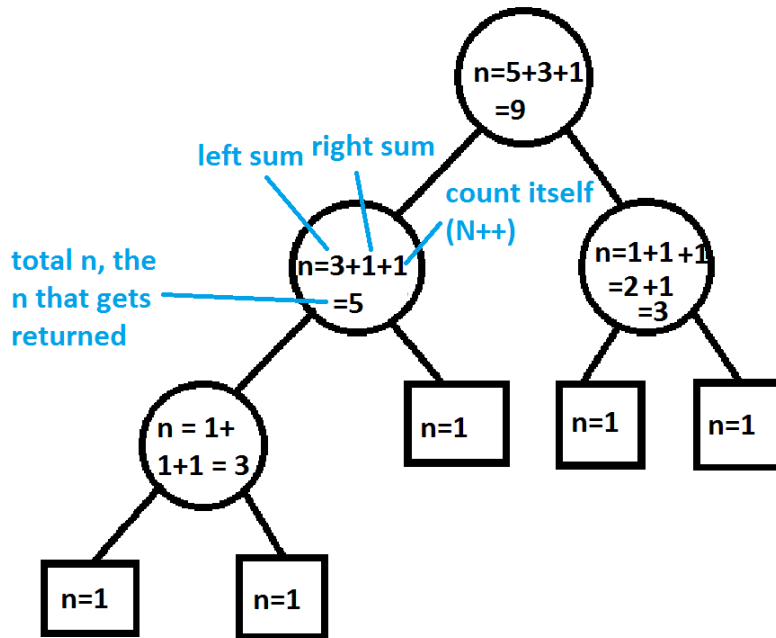 n=5+3+1
=9
left sum
right sum
count itself
(N++)
total n, the
n that gets
returned
n=3+1+1
=5
n=1+1+1
=2+1
=3
n = 1+
1+1 = 3
n=1
n=1
n=1
n=1
n=1